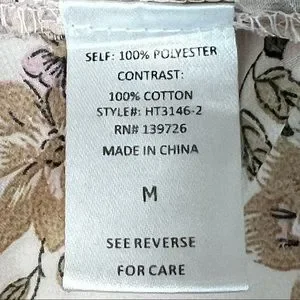 SELF: 100% POLYESTER
CONTRAST:
100% COTTON
STYLE#: HT3146-2
RN# 139726
MADE IN CHINA
M
SEE REVERSE
FOR CARE